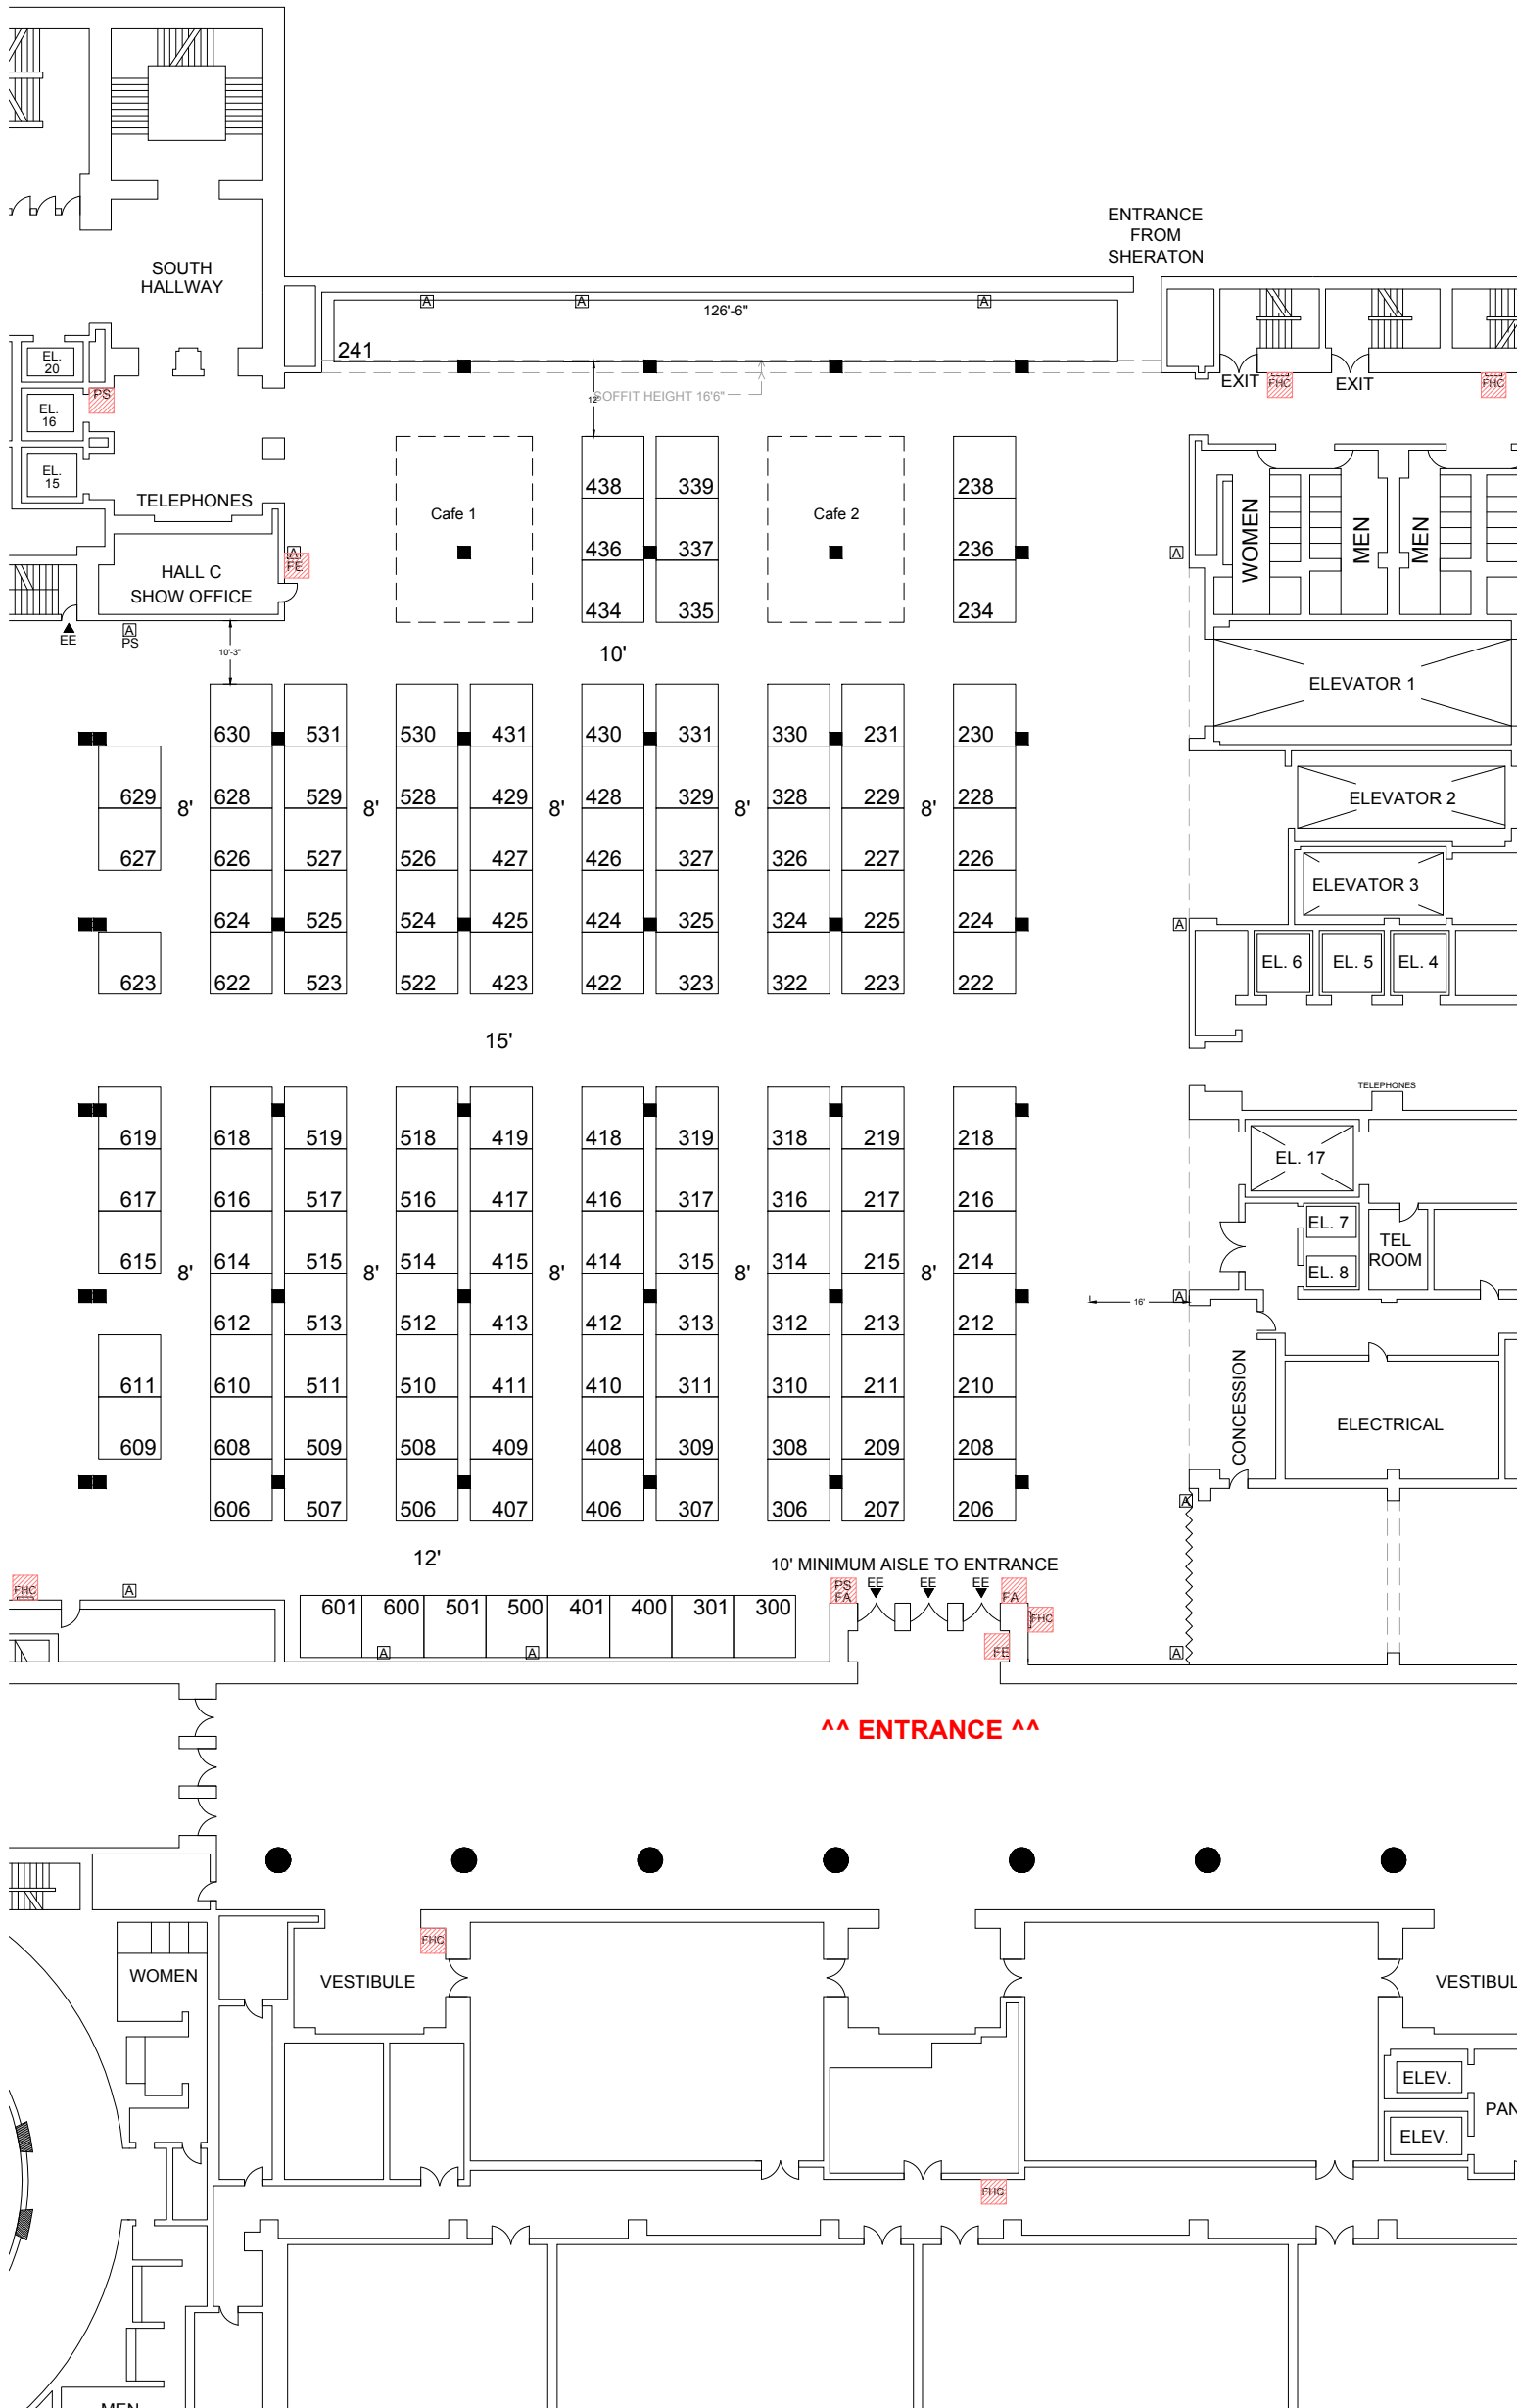 ENTRANCE
FROM
SHERATON
SOUTH
HALLWAY
A
A
A
126'-6"
241
EL.
20
SOFFIT HEIGHT 16'6"
12'
EXIT
FHC
EXIT
FHC
PS
EL.
16
EL.
15
TELEPHONES
Cafe 1
438
339
Cafe 2
238
436
337
236
434
335
234
WOMEN
MEN
MEN
A
A
FE
HALL C
SHOW OFFICE
EE
A
PS
10'-3"
10'
ELEVATOR 1
630
531
530
431
430
331
330
231
230
629
8'
628
529
8'
528
429
8'
428
329
8'
328
229
8'
228
ELEVATOR 2
627
626
527
526
427
426
327
326
227
226
ELEVATOR 3
624
525
524
425
424
325
324
225
224
A
623
622
523
522
423
422
323
322
223
222
EL. 6
EL. 5
EL. 4
15'
TELEPHONES
619
618
519
518
419
418
319
318
219
218
EL. 17
617
616
517
516
417
416
317
316
217
216
EL. 7
TEL
ROOM
615
8'
614
515
8'
514
415
8'
414
315
8'
314
215
8'
214
EL. 8
16'
A
612
513
512
413
412
313
312
213
212
611
610
511
510
411
410
311
310
211
210
CONCESSION
ELECTRICAL
609
608
509
508
409
408
309
308
209
208
606
507
506
407
406
307
306
207
206
A
12'
10' MINIMUM AISLE TO ENTRANCE
FHC
A
PS
FA
EE
EE
EE
FA
FHC
601
600
501
500
401
400
301
300
A
A
FE
A
^^ ENTRANCE ^^
FHC
WOMEN
VESTIBULE
VESTIBUL
ELEV.
PAN
ELEV.
FHC
MEN